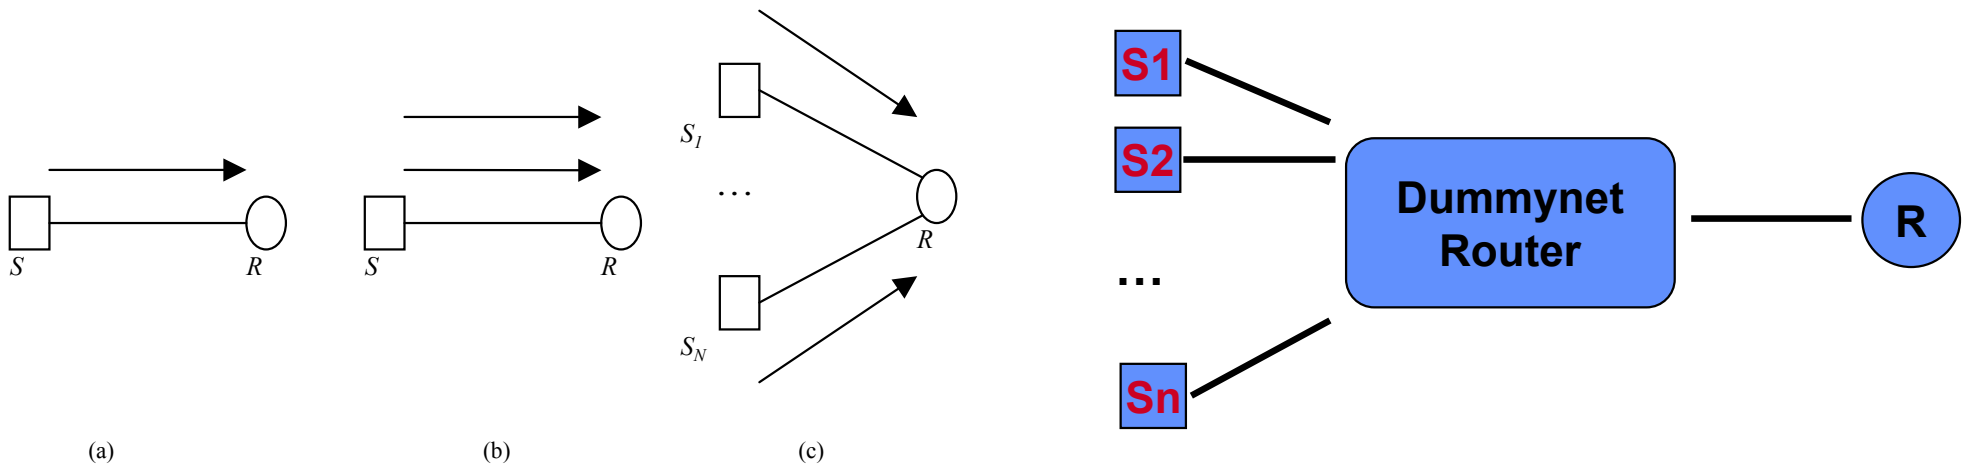 S
R
(a)
S
R
(b)
S1
...
SN
R
(c)
S1
S2
...
Sn
Dummynet
Router
R